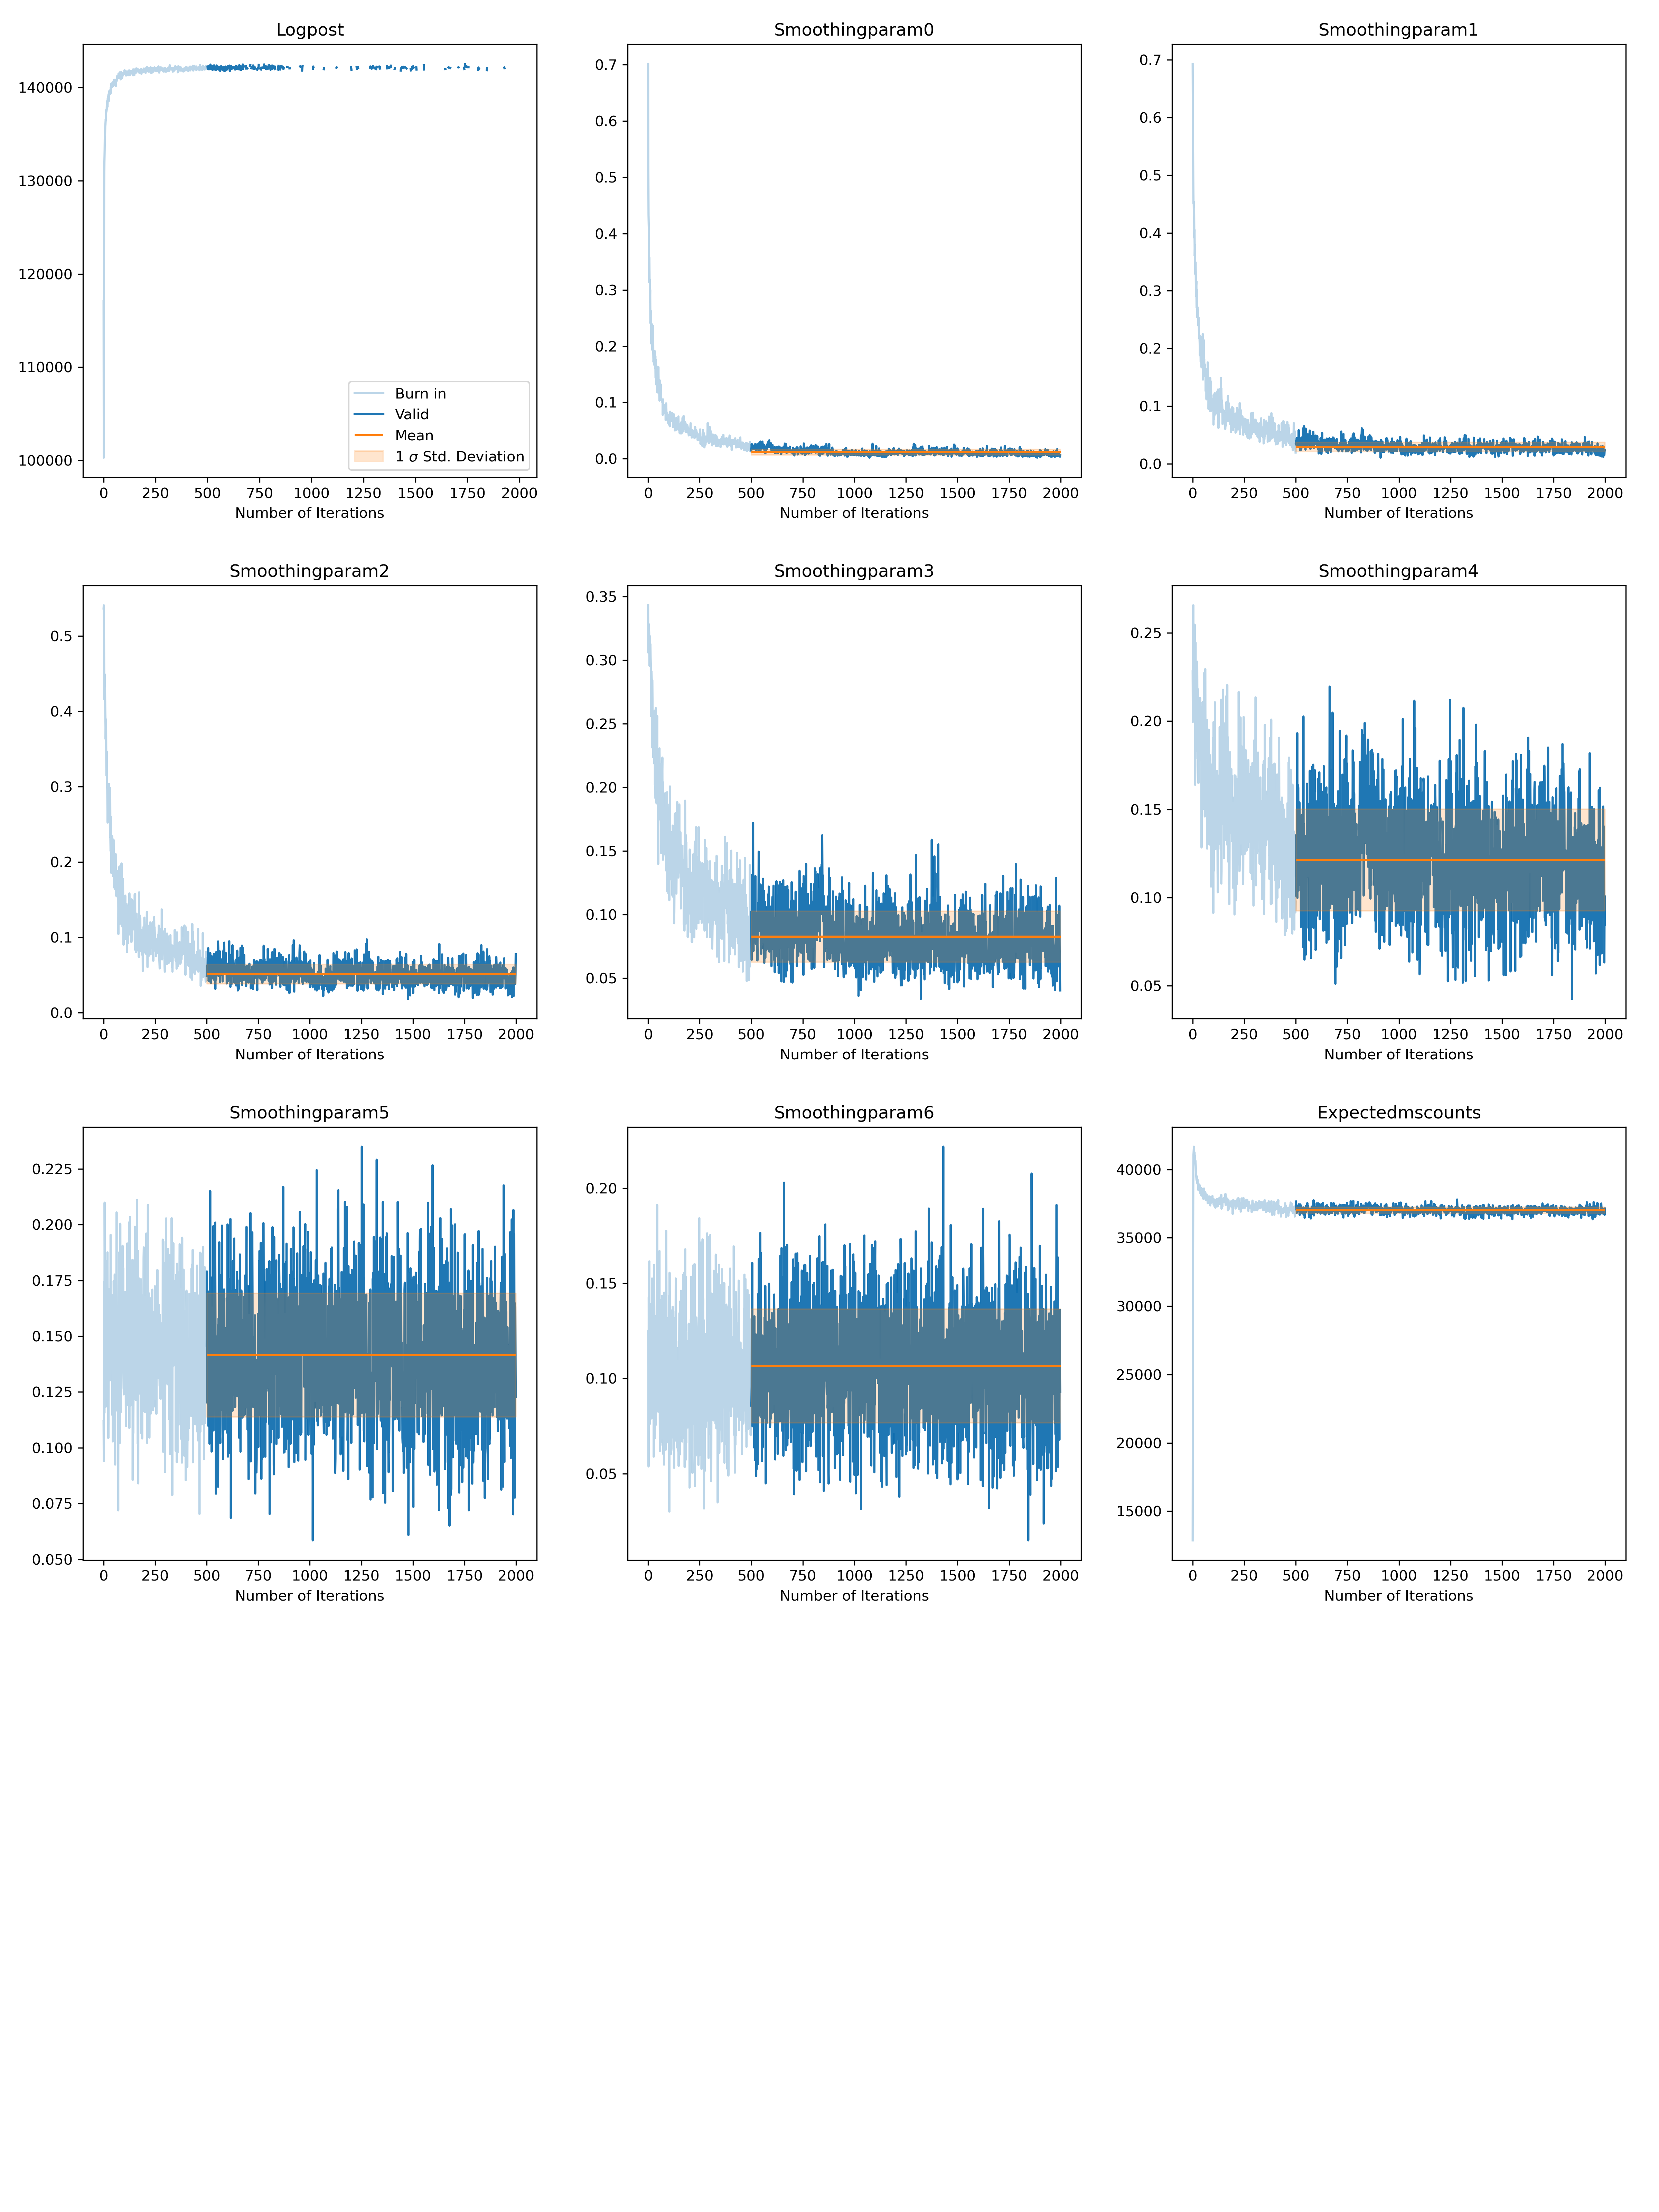 Logpost
140000
130000
120000
110000
100000
Burn in
Valid
Mean
1 σ Std. Deviation
0 250 500 750 1000 1250 1500 1750 2000
Number of Iterations
Smoothingparam0
0.7
0.6
0.5
0.4
0.3
0.2
0.1
0.0
0 250 500 750 1000 1250 1500 1750 2000
Number of Iterations
Smoothingparam1
0.7
0.6
0.5
0.4
0.3
0.2
0.1
0.0
0 250 500 750 1000 1250 1500 1750 2000
Number of Iterations
Smoothingparam2
0.5
0.4
0.3
0.2
0.1
0.0
0 250 500 750 1000 1250 1500 1750 2000
Number of Iterations
Smoothingparam3
0.35
0.30
0.25
0.20
0.15
0.10
0.05
0 250 500 750 1000 1250 1500 1750 2000
Number of Iterations
Smoothingparam4
0.25
0.20
0.15
0.10
0.05
0 250 500 750 1000 1250 1500 1750 2000
Number of Iterations
Smoothingparam5
0.225
0.200
0.175
0.150
0.125
0.100
0.075
0.050
0 250 500 750 1000 1250 1500 1750 2000
Number of Iterations
Smoothingparam6
0.20
0.15
0.10
0.05
0 250 500 750 1000 1250 1500 1750 2000
Number of Iterations
Expectedmscounts
40000
35000
30000
25000
20000
15000
0 250 500 750 1000 1250 1500 1750 2000
Number of Iterations